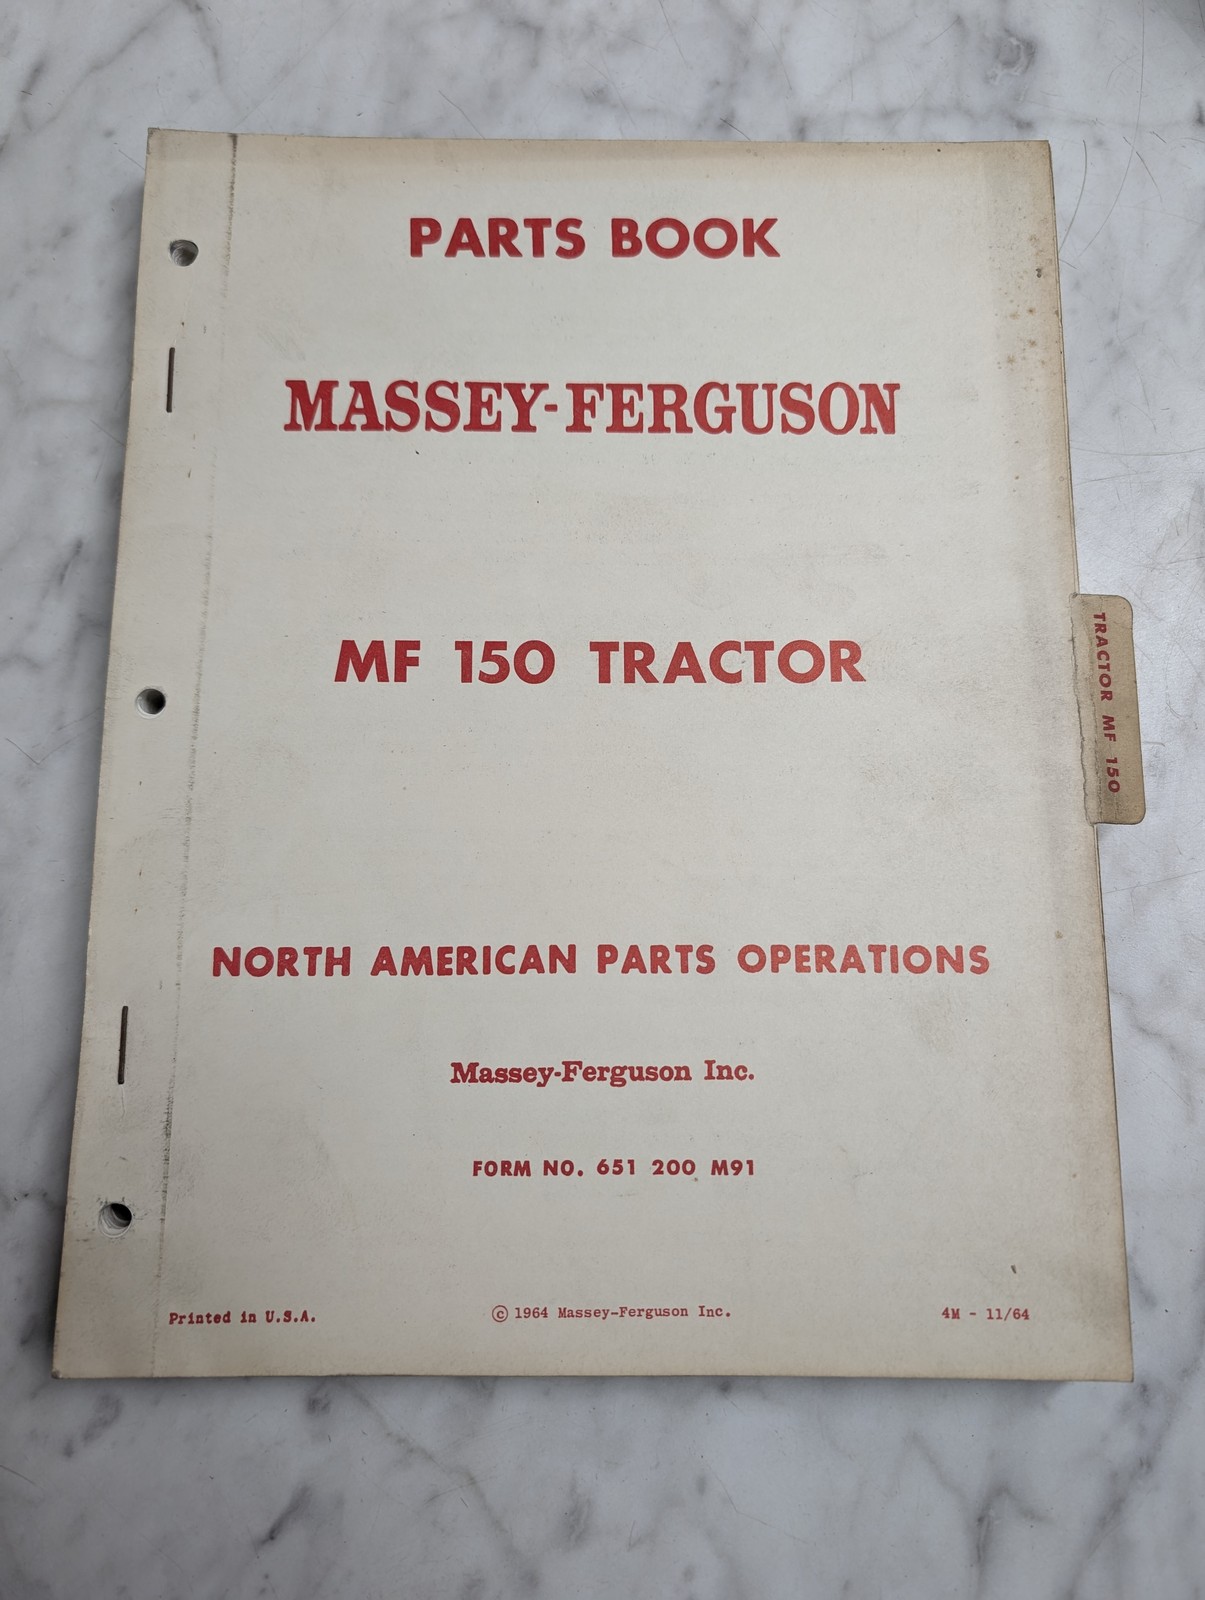 PARTS BOOK
MASSEY-FERGUSON
MF 150 TRACTOR
TRACTOR MF 150
NORTH AMERICAN PARTS OPERATIONS
Massey-Ferguson Inc.
FORM NO. 651 200 M91
Printed in U.S.A.
© 1964 Massey-Ferguson Inc.
4M - 11/64